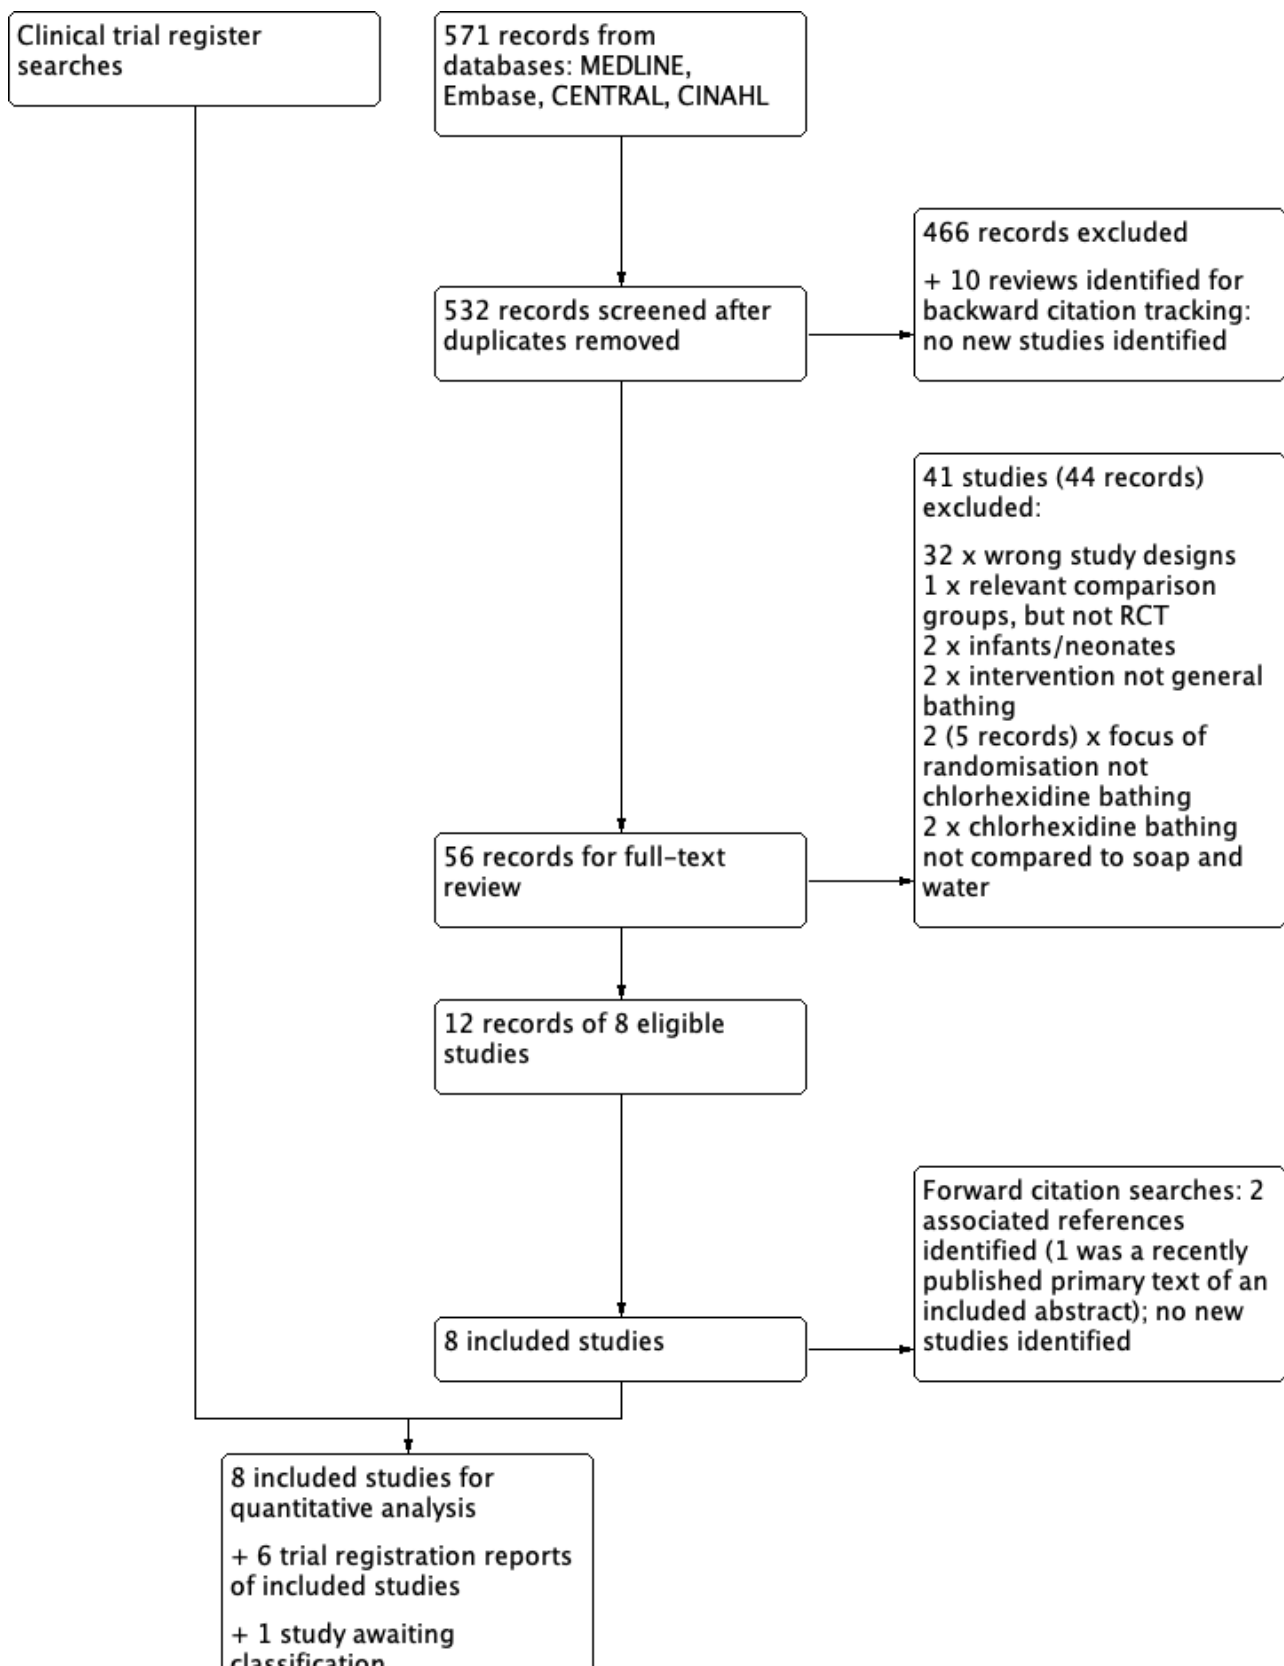 Clinical trial register
searches
571 records from
databases: MEDLINE,
Embase, CENTRAL, CINAHL
466 records excluded
+ 10 reviews identified for
backward citation tracking:
no new studies identified
532 records screened after
duplicates removed
41 studies (44 records)
excluded:
32 x wrong study designs
1 x relevant comparison
groups, but not RCT
2 x infants/neonates
2 x intervention not general
bathing
2 (5 records) x focus of
randomisation not
chlorhexidine bathing
2 x chlorhexidine bathing
not compared to soap and
water
56 records for full-text
review
12 records of 8 eligible
studies
Forward citation searches: 2
associated references
identified (1 was a recently
published primary text of an
included abstract); no new
studies identified
8 included studies
8 included studies for
quantitative analysis
+ 6 trial registration reports
of included studies
+ 1 study awaiting
classification